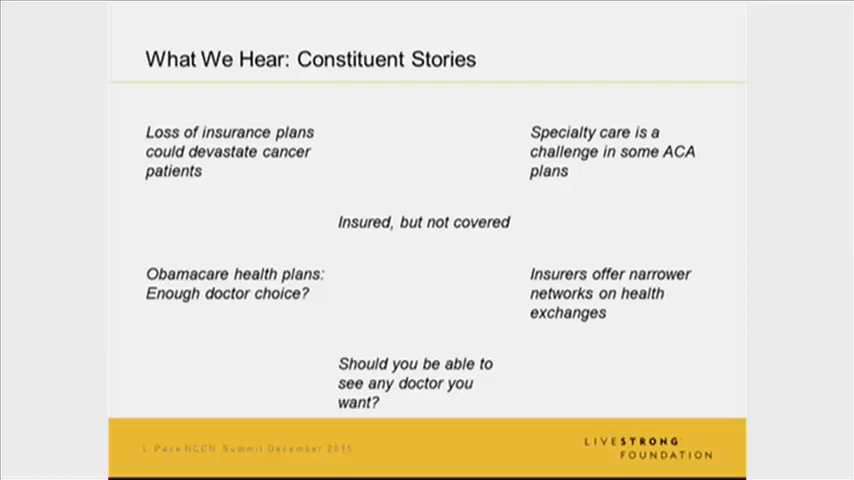 What We Hear: Constituent Stories
Loss of insurance plans
could devastate cancer
patients
Specialty care is a
challenge in some ACA
plans
Insured, but not covered
Obamacare health plans:
Enough doctor choice?
Insurers offer narrower
networks on health
exchanges
Should you be able to
see any doctor you
want?
L Pace NCCN Summit December 2015
LIVESTRONG
FOUNDATION